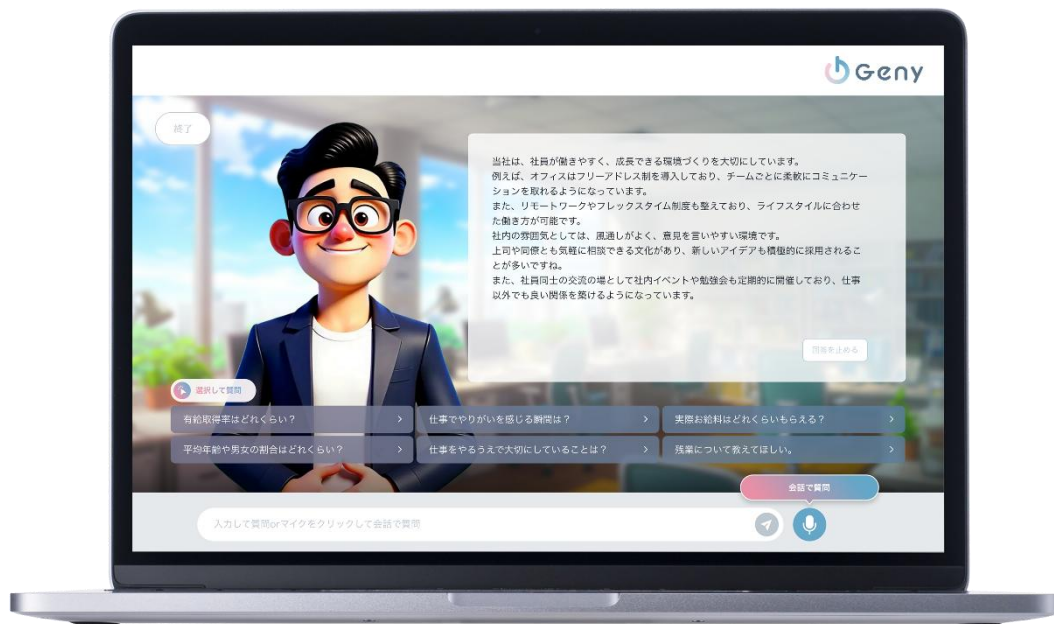 Geny
終了
当社は、社員が働きやすく、成長できる環境づくりを大切にしています。
例えば、オフィスはフリーアドレス制を導入しており、チームごとに柔軟にコミュニケー
ションを取れるようになっています。
また、リモートワークやフレックスタイム制度も整えており、ライフスタイルに合わせ
た働き方が可能です。
社内の雰囲気としては、風通しがよく、意見を言いやすい環境です。
上司や同僚とも気軽に相談できる文化があり、新しいアイデアも積極的に採用されるこ
とが多いですね。
また、社員同士の交流の場として社内イベントや勉強会も定期的に開催しており、仕事
以外でも良い関係を築けるようになっています。
回答を止める
選択して質問
有給取得率はどれくらい?
仕事でやりがいを感じる瞬間は?
実際お給料はどれくらいもらえる?
平均年齢や男女の割合はどれくらい?
仕事をやるうえで大切にしていることは?
残業について教えてほしい。
会話で質問
入力して質問orマイクをクリックして会話で質問